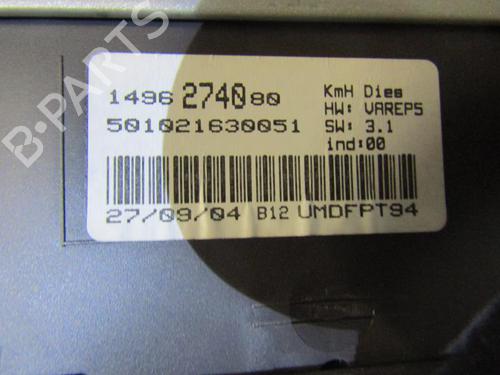 B-PARTS
1496 2740 80
501021630051
KmH Dies
HW: VAREP5
SW: 3.1
ind:00
27/09/04 B12 UMDFPT94